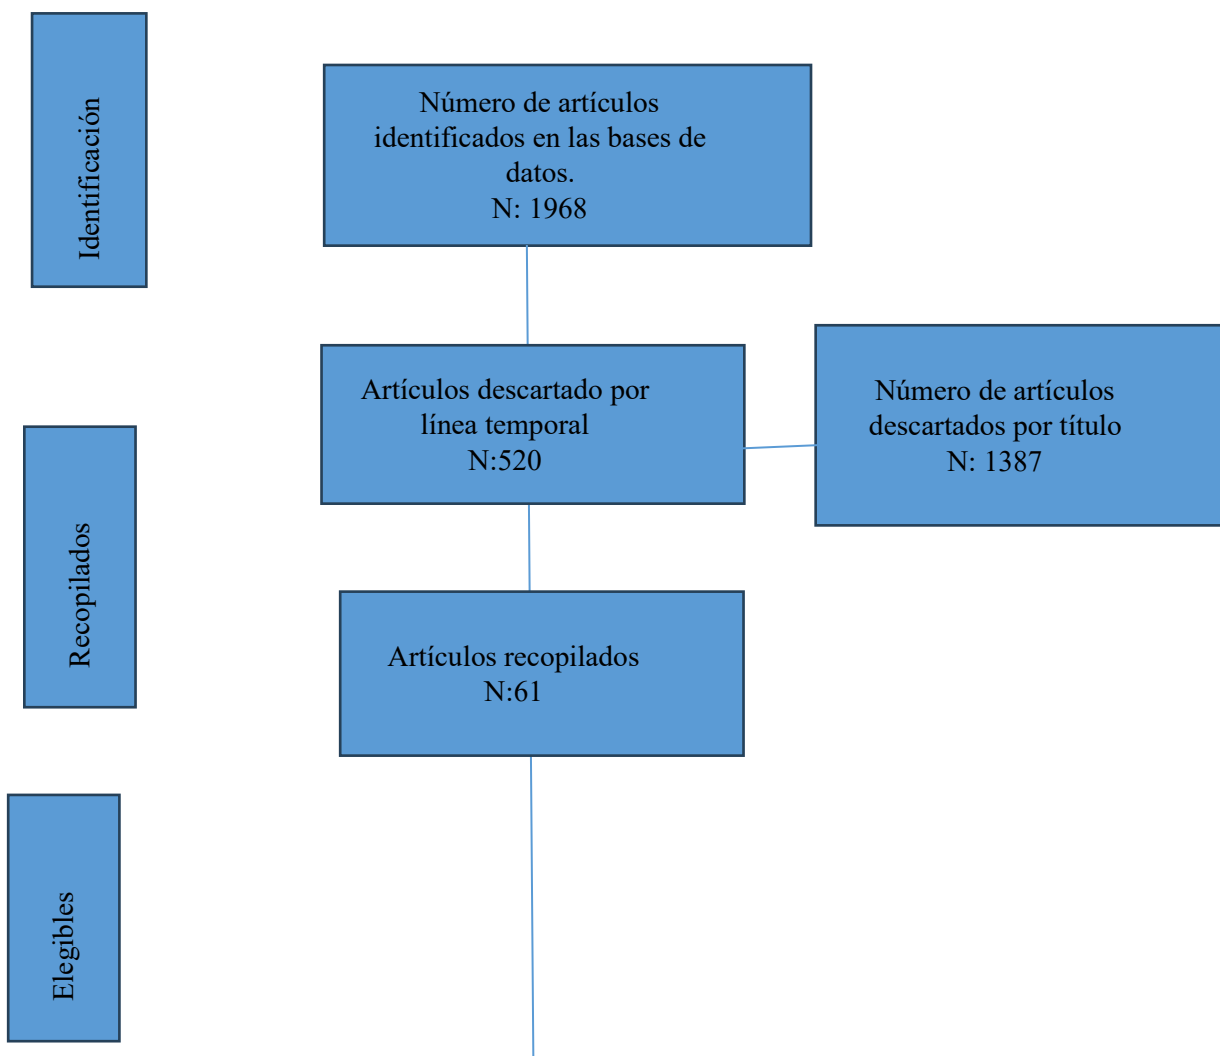 Identificación
Número de artículos
identificados en las bases de
datos.
N: 1968
Artículos descartado por
línea temporal
N:520
Número de artículos
descartados por título
N: 1387
Recopilados
Artículos recopilados
N:61
Elegibles